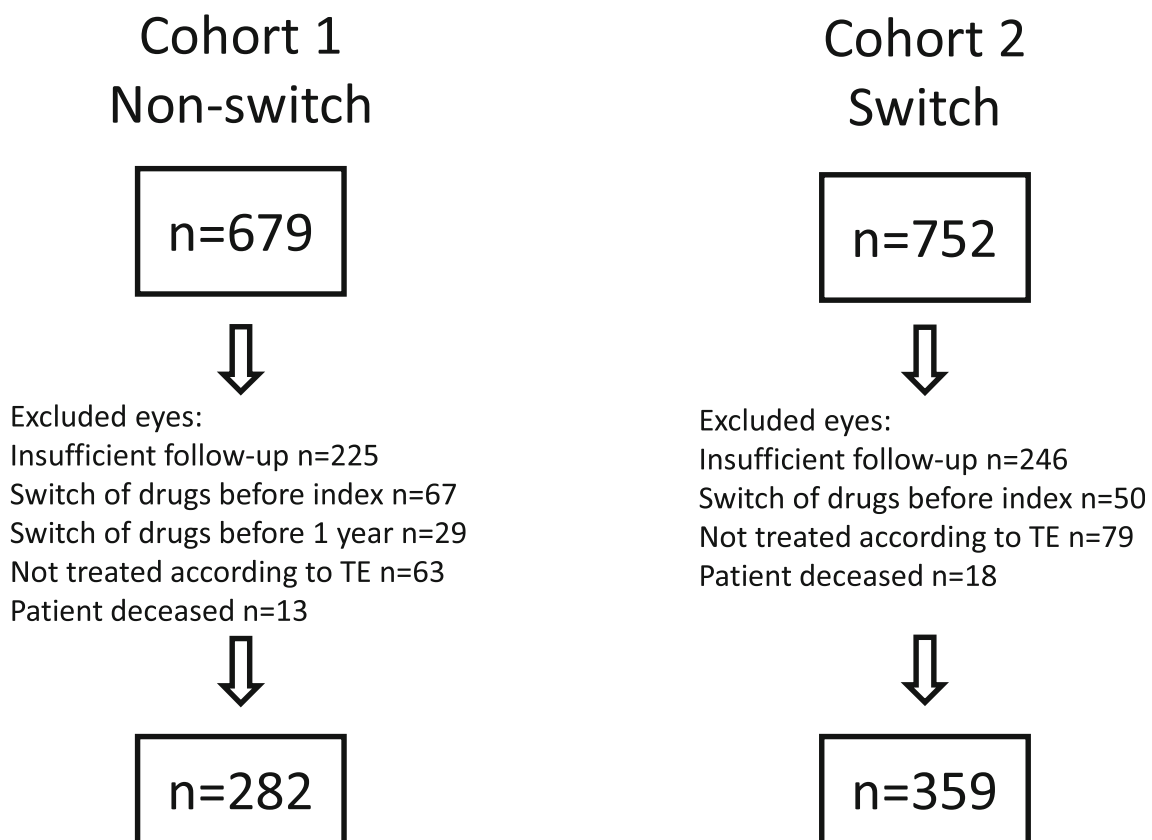 Cohort 1
Non-switch
n=679
Excluded eyes:
Insufficient follow-up n=225
Switch of drugs before index n=67
Switch of drugs before 1 year n=29
Not treated according to TE n=63
Patient deceased n=13
n=282
Cohort 2
Switch
n=752
Excluded eyes:
Insufficient follow-up n=246
Switch of drugs before index n=50
Not treated according to TE n=79
Patient deceased n=18
n=359